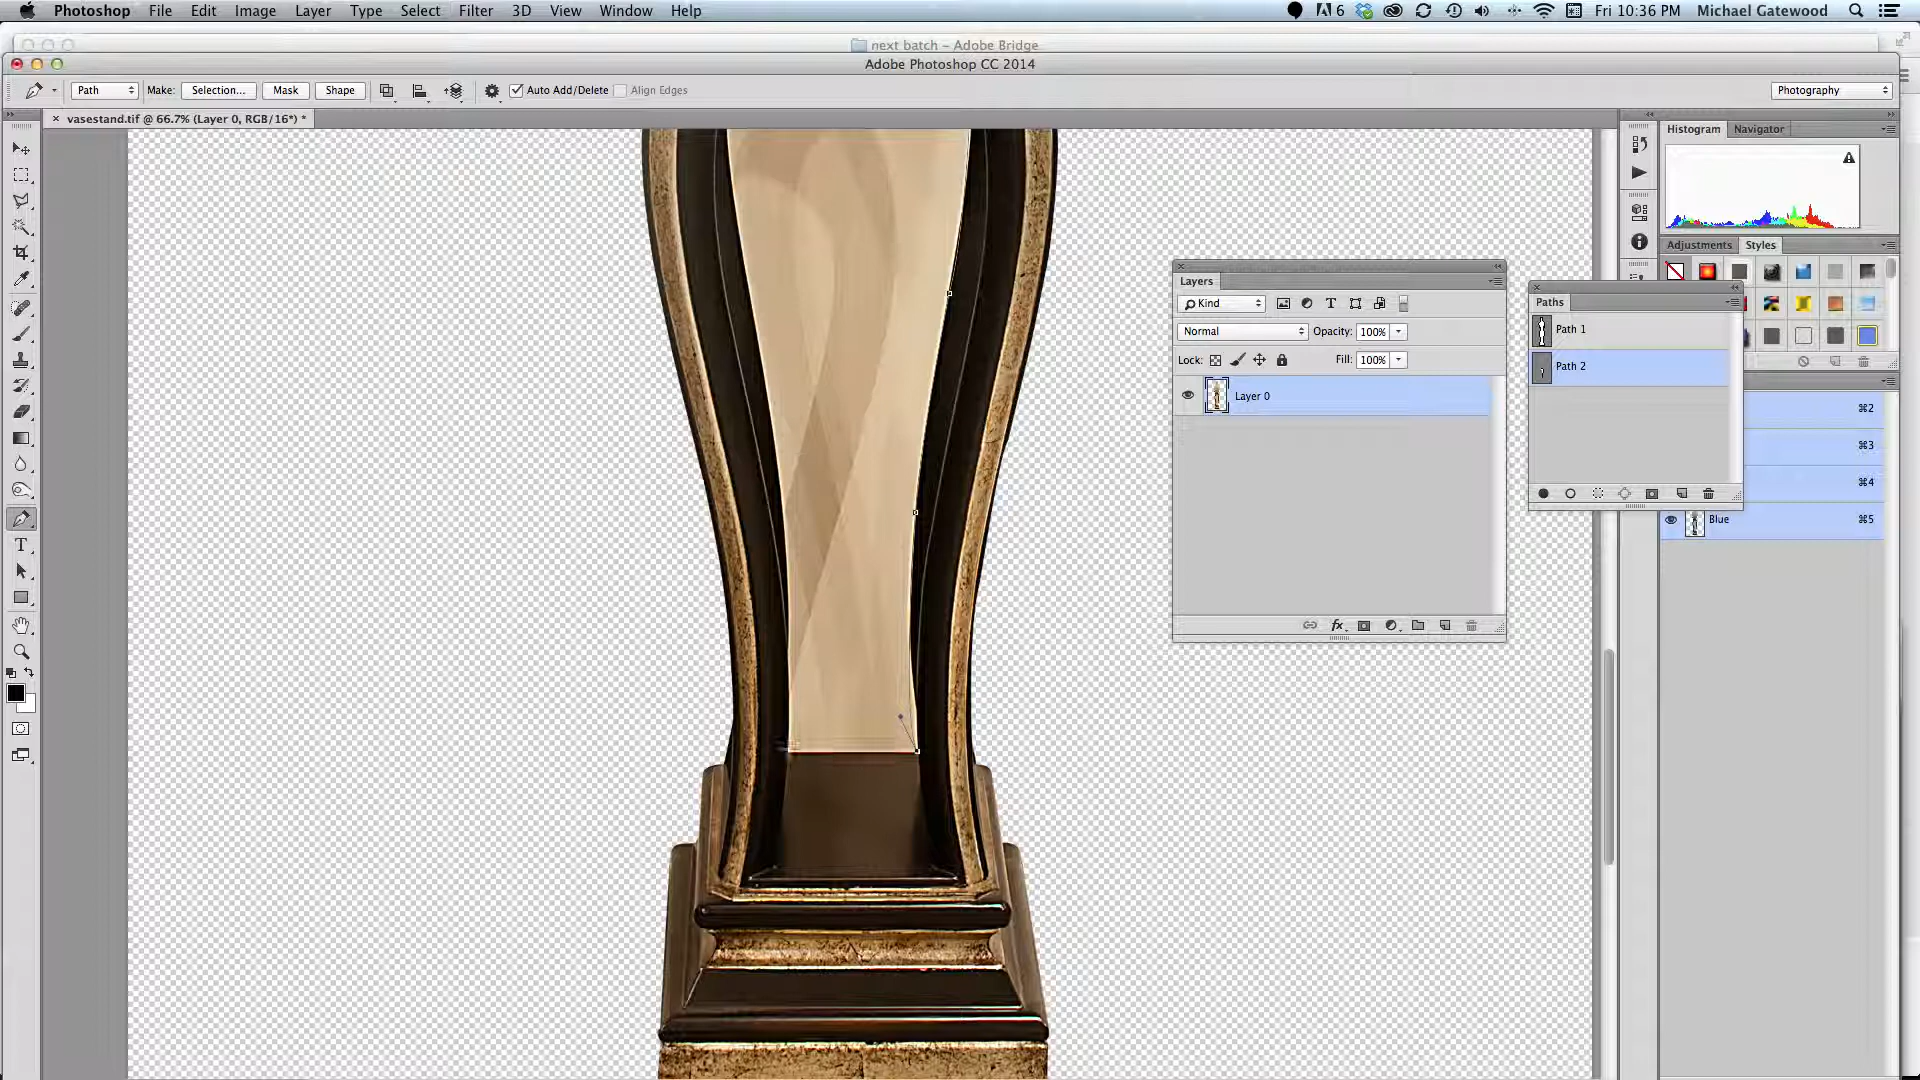 Photoshop File Edit Image Layer Type Select Filter 3D View Window Help 6 Fri 10:36 PM Michael Gatewood
next batch – Adobe Bridge
Adobe Photoshop CC 2014
Path Make: Selection... Mask Shape Auto Add/Delete Align Edges Photography
vasestand.tif @ 66.7% (Layer 0, RGB/16*) *
Histogram Navigator
Adjustments Styles
Layers
Kind
Normal Opacity: 100%
Lock: Fill: 100%
Layer 0
Paths
Path 1
Path 2
⌘2
⌘3
⌘4
Blue ⌘5